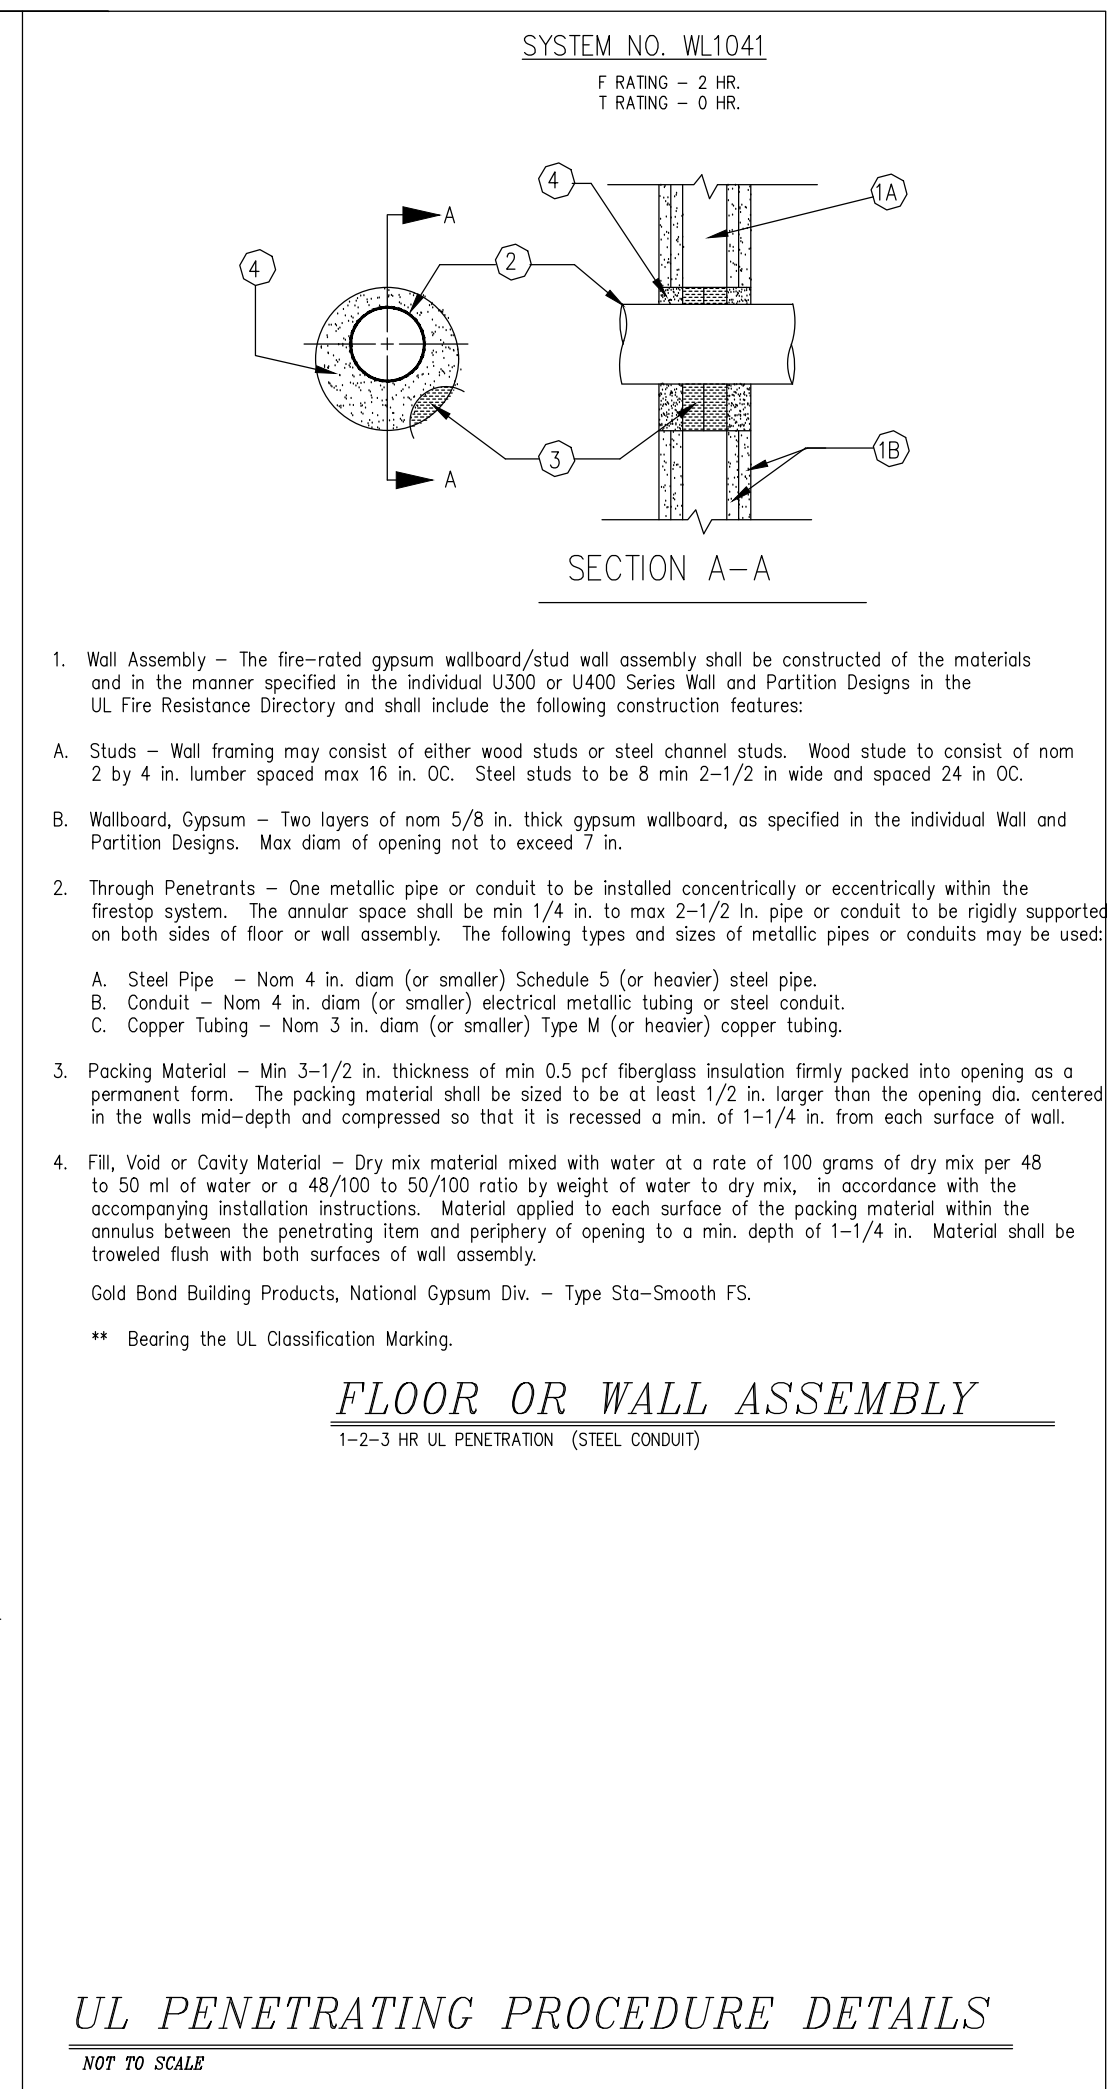 SYSTEM NO. WL1041
F RATING – 2 HR.
T RATING – 0 HR.
4
1A
A
2
4
3
1B
A
SECTION A–A
1. Wall Assembly – The fire–rated gypsum wallboard/stud wall assembly shall be constructed of the materials
and in the manner specified in the individual U300 or U400 Series Wall and Partition Designs in the
UL Fire Resistance Directory and shall include the following construction features:
A. Studs – Wall framing may consist of either wood studs or steel channel studs. Wood stude to consist of nom
2 by 4 in. lumber spaced max 16 in. OC. Steel studs to be 8 min 2–1/2 in wide and spaced 24 in OC.
B. Wallboard, Gypsum – Two layers of nom 5/8 in. thick gypsum wallboard, as specified in the individual Wall and
Partition Designs. Max diam of opening not to exceed 7 in.
2. Through Penetrants – One metallic pipe or conduit to be installed concentrically or eccentrically within the
firestop system. The annular space shall be min 1/4 in. to max 2–1/2 In. pipe or conduit to be rigidly supported
on both sides of floor or wall assembly. The following types and sizes of metallic pipes or conduits may be used:
A. Steel Pipe – Nom 4 in. diam (or smaller) Schedule 5 (or heavier) steel pipe.
B. Conduit – Nom 4 in. diam (or smaller) electrical metallic tubing or steel conduit.
C. Copper Tubing – Nom 3 in. diam (or smaller) Type M (or heavier) copper tubing.
3. Packing Material – Min 3–1/2 in. thickness of min 0.5 pcf fiberglass insulation firmly packed into opening as a
permanent form. The packing material shall be sized to be at least 1/2 in. larger than the opening dia. centered
in the walls mid–depth and compressed so that it is recessed a min. of 1–1/4 in. from each surface of wall.
4. Fill, Void or Cavity Material – Dry mix material mixed with water at a rate of 100 grams of dry mix per 48
to 50 ml of water or a 48/100 to 50/100 ratio by weight of water to dry mix, in accordance with the
accompanying installation instructions. Material applied to each surface of the packing material within the
annulus between the penetrating item and periphery of opening to a min. depth of 1–1/4 in. Material shall be
troweled flush with both surfaces of wall assembly.
Gold Bond Building Products, National Gypsum Div. – Type Sta–Smooth FS.
** Bearing the UL Classification Marking.
FLOOR OR WALL ASSEMBLY
1–2–3 HR UL PENETRATION (STEEL CONDUIT)
UL PENETRATING PROCEDURE DETAILS
NOT TO SCALE